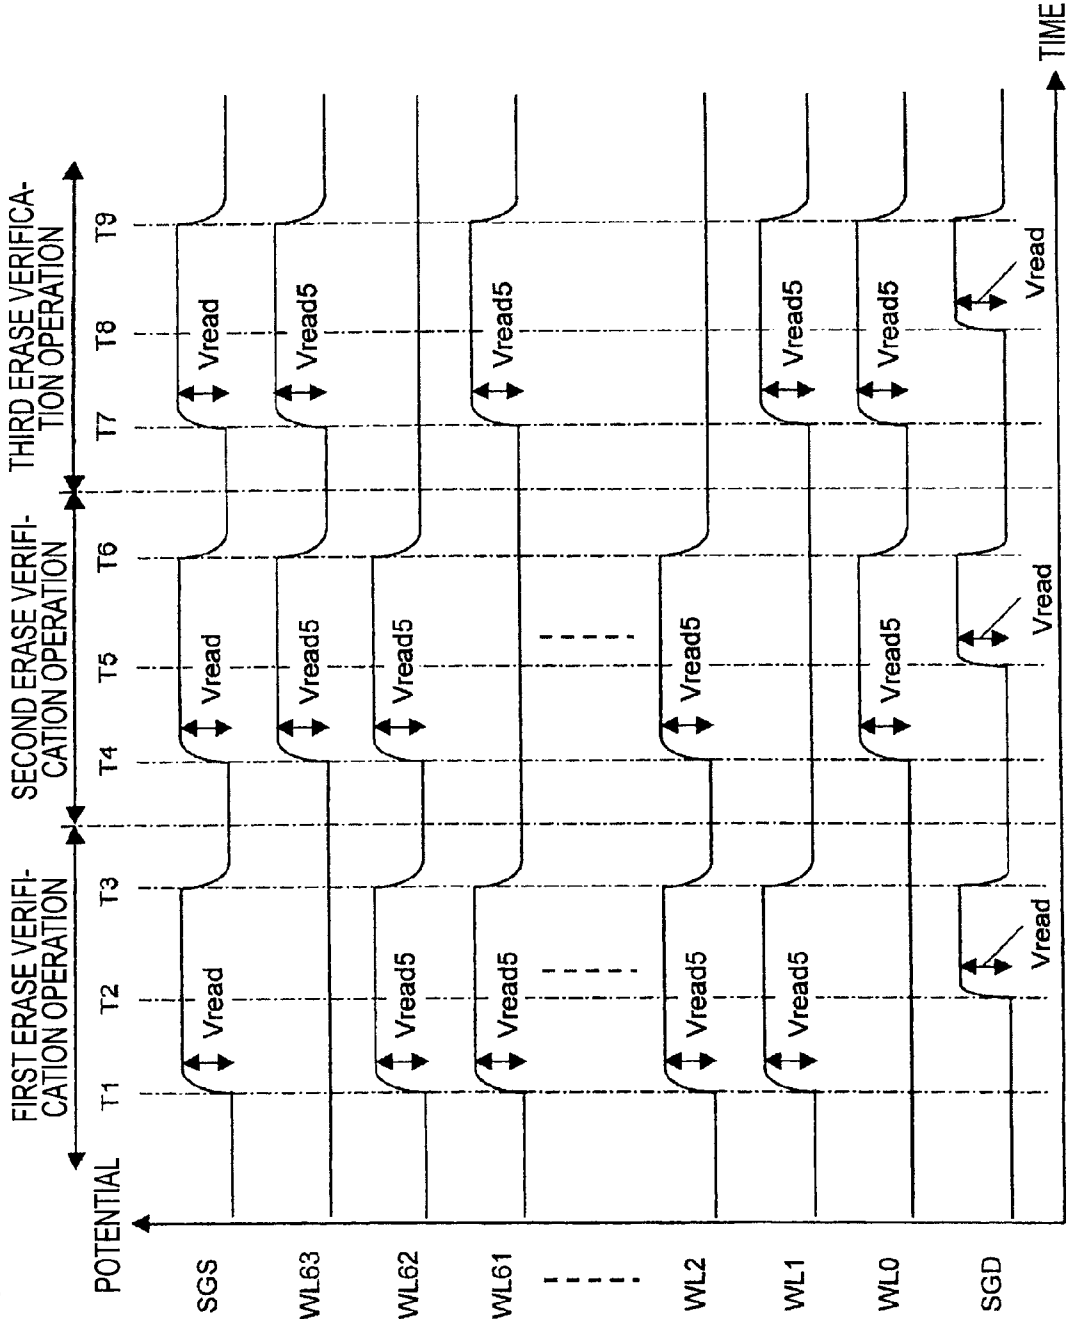 FIRST ERASE VERIFI-
CATION OPERATION
SECOND ERASE VERIFI-
CATION OPERATION
THIRD ERASE VERIFICA-
TION OPERATION
POTENTIAL
T1
T2
T3
T4
T5
T6
T7
T8
T9
SGS
Vread
Vread
Vread
WL63
Vread5
Vread5
WL62
Vread5
Vread5
WL61
Vread5
Vread5
WL2
Vread5
Vread5
WL1
Vread5
Vread5
WL0
Vread5
Vread5
SGD
Vread
Vread
Vread
TIME